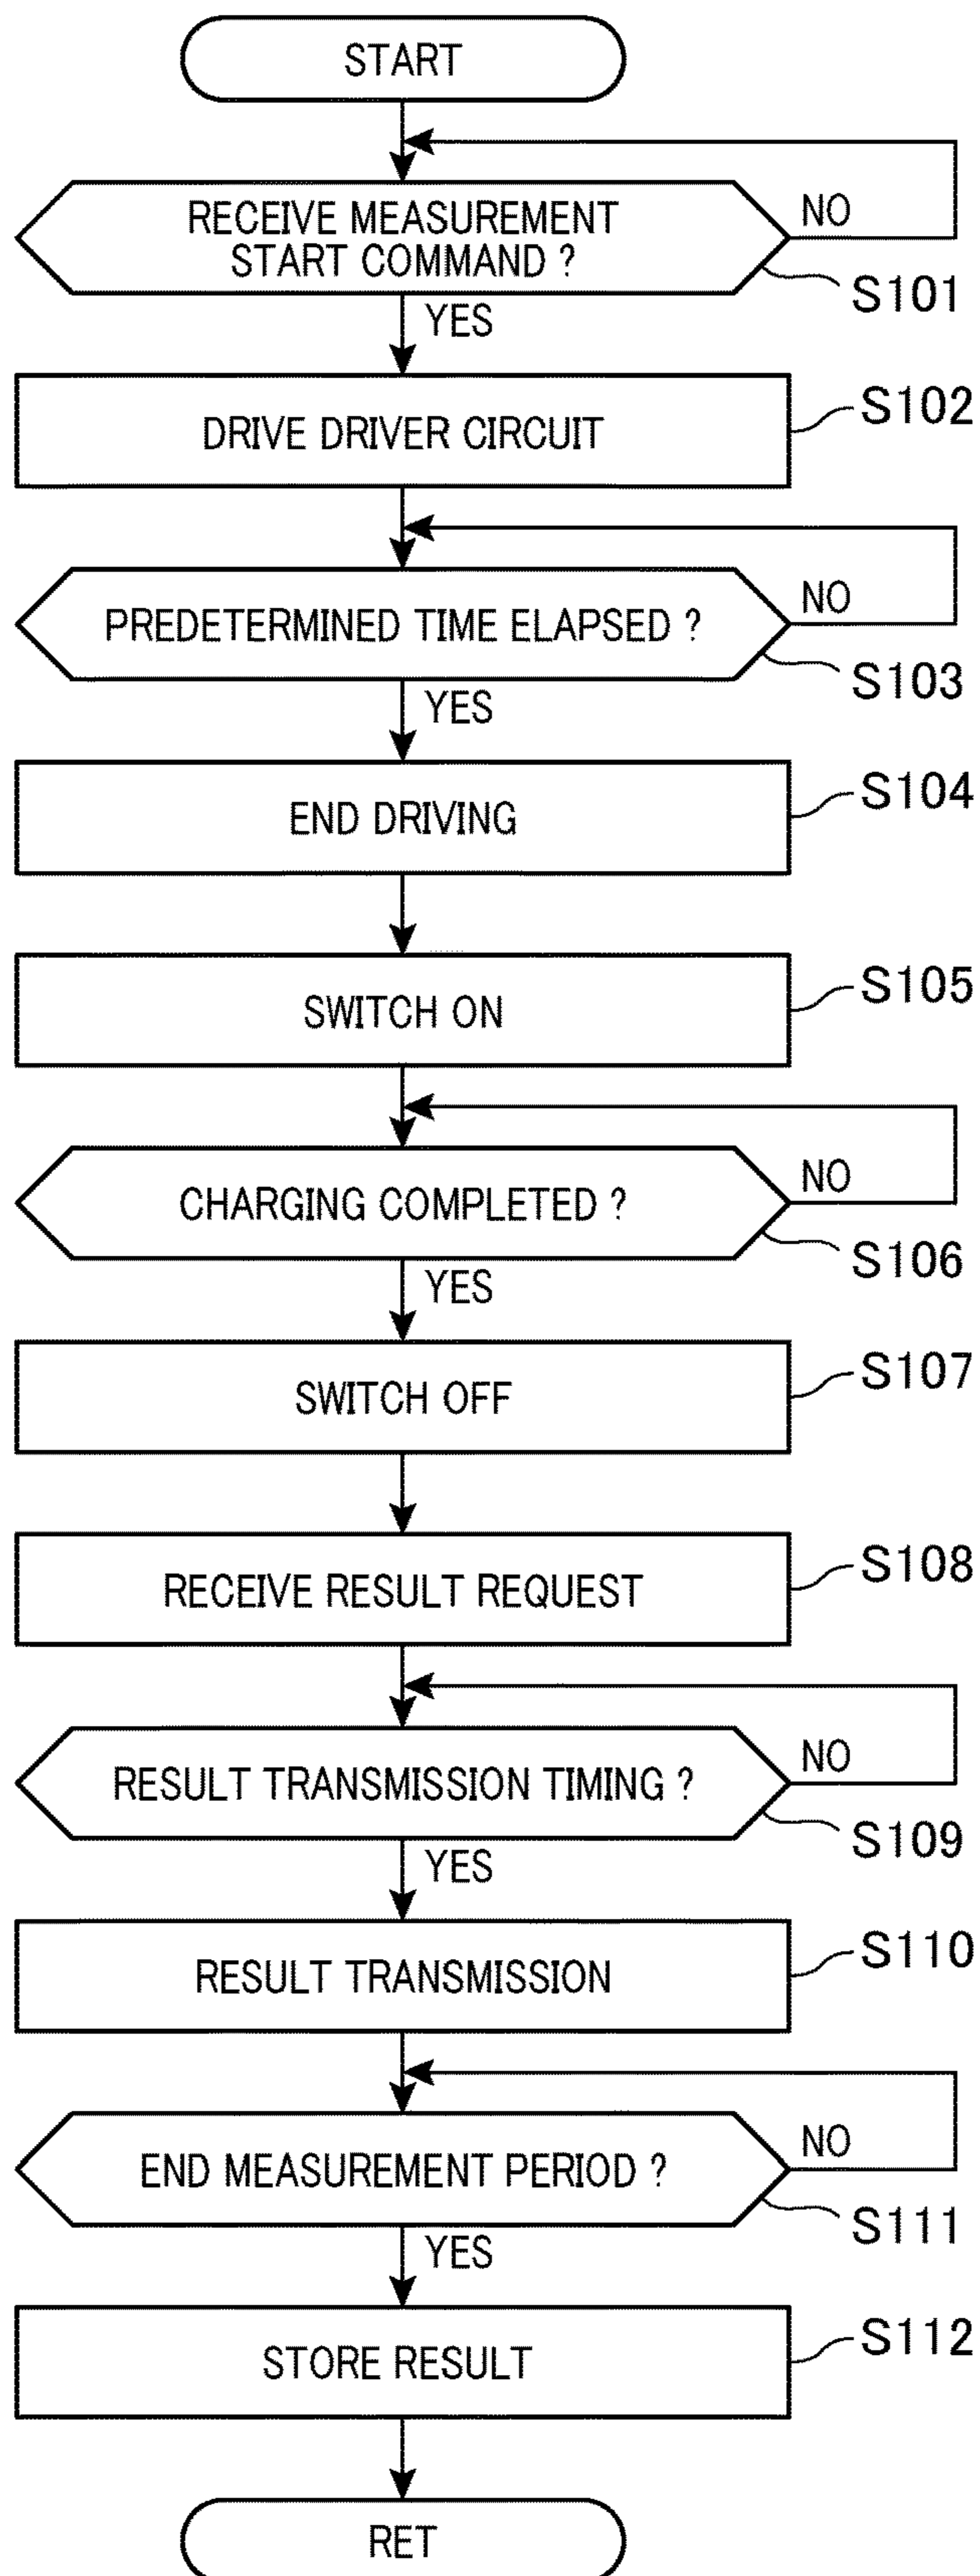 START
RECEIVE MEASUREMENT
START COMMAND ?
NO
S101
YES
DRIVE DRIVER CIRCUIT
S102
PREDETERMINED TIME ELAPSED ?
NO
S103
YES
END DRIVING
S104
SWITCH ON
S105
CHARGING COMPLETED ?
NO
S106
YES
SWITCH OFF
S107
RECEIVE RESULT REQUEST
S108
RESULT TRANSMISSION TIMING ?
NO
S109
YES
RESULT TRANSMISSION
S110
END MEASUREMENT PERIOD ?
NO
S111
YES
STORE RESULT
S112
RET